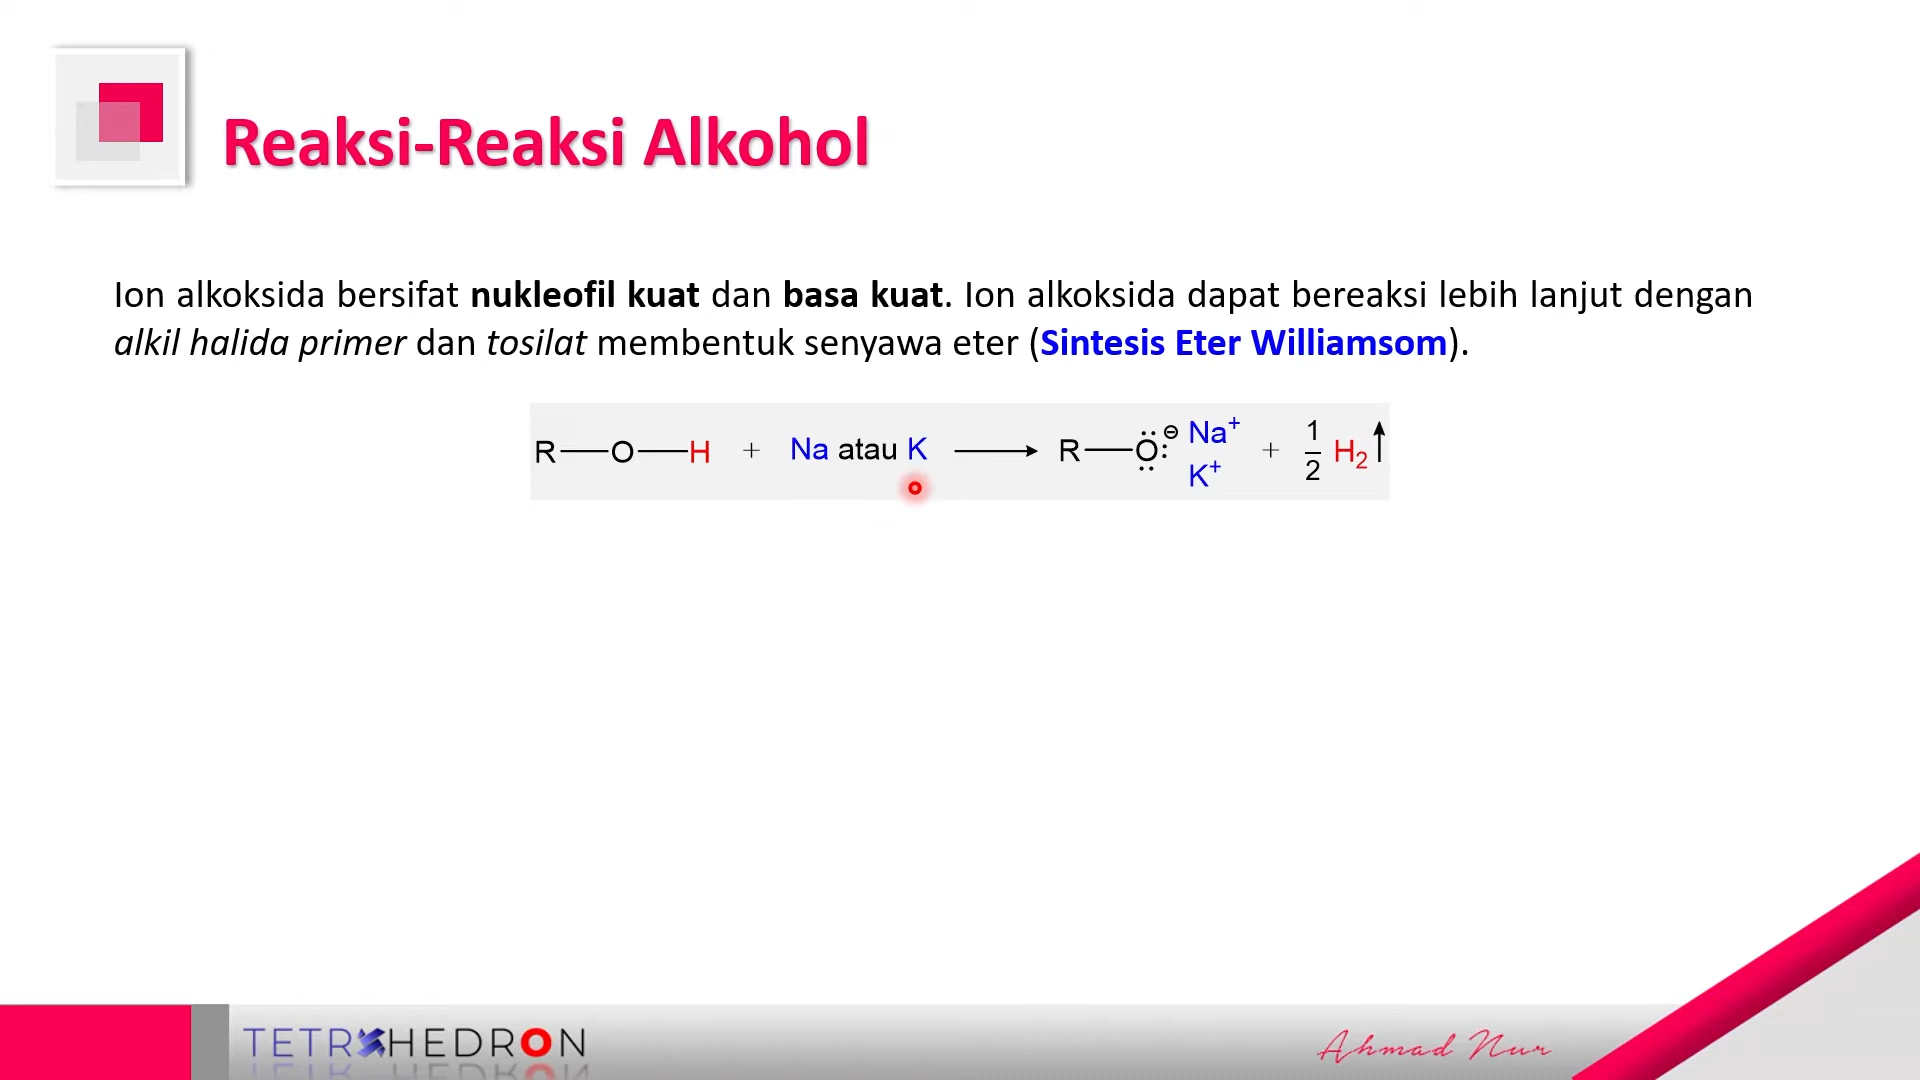 Reaksi-Reaksi Alkohol
Ion alkoksida bersifat nukleofil kuat dan basa kuat. Ion alkoksida dapat bereaksi lebih lanjut dengan
alkil halida primer dan tosilat membentuk senyawa eter (Sintesis Eter Williamsom).
R—O—H + Na atau K ⟶ R—O:⊖ Na⁺ K⁺ + 1/2 H₂↑
TETRAHEDRON
Ahmad Nur